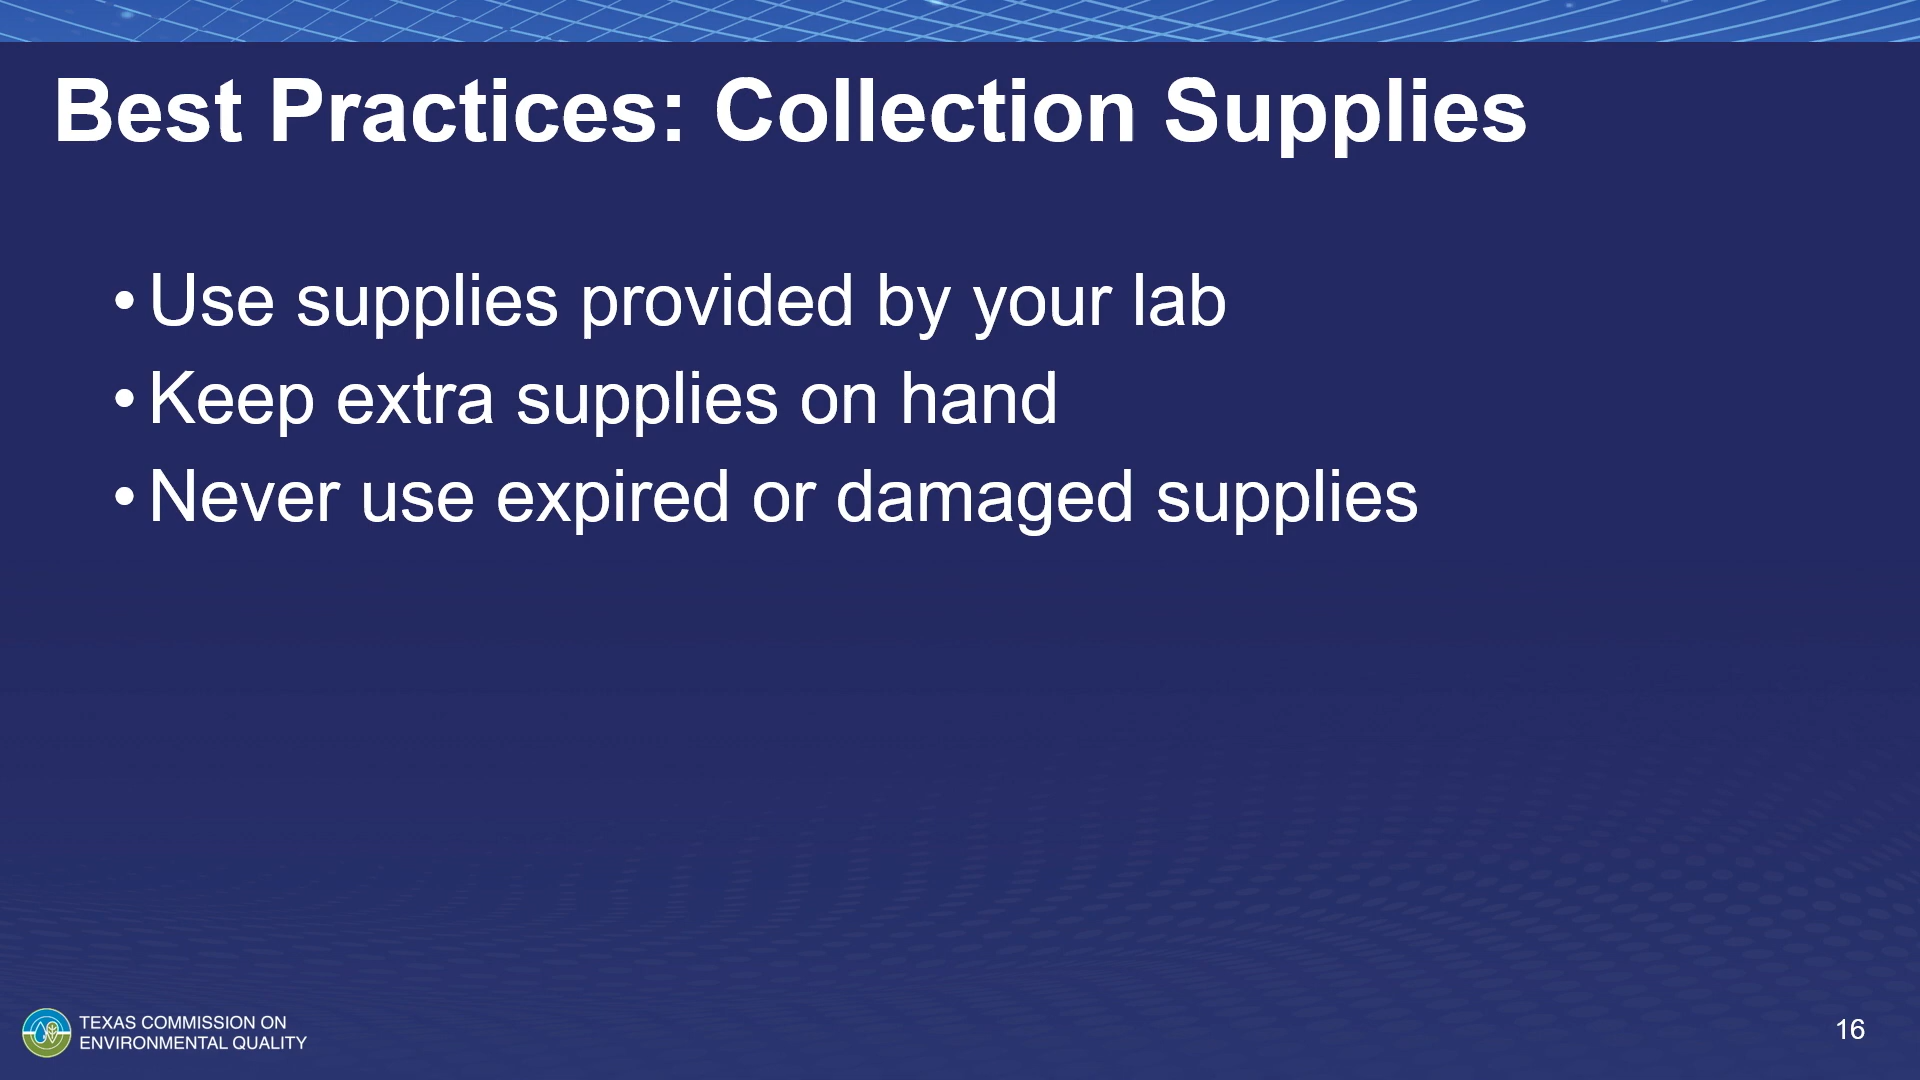 Best Practices: Collection Supplies
• Use supplies provided by your lab
• Keep extra supplies on hand
• Never use expired or damaged supplies
TEXAS COMMISSION ON
ENVIRONMENTAL QUALITY
16